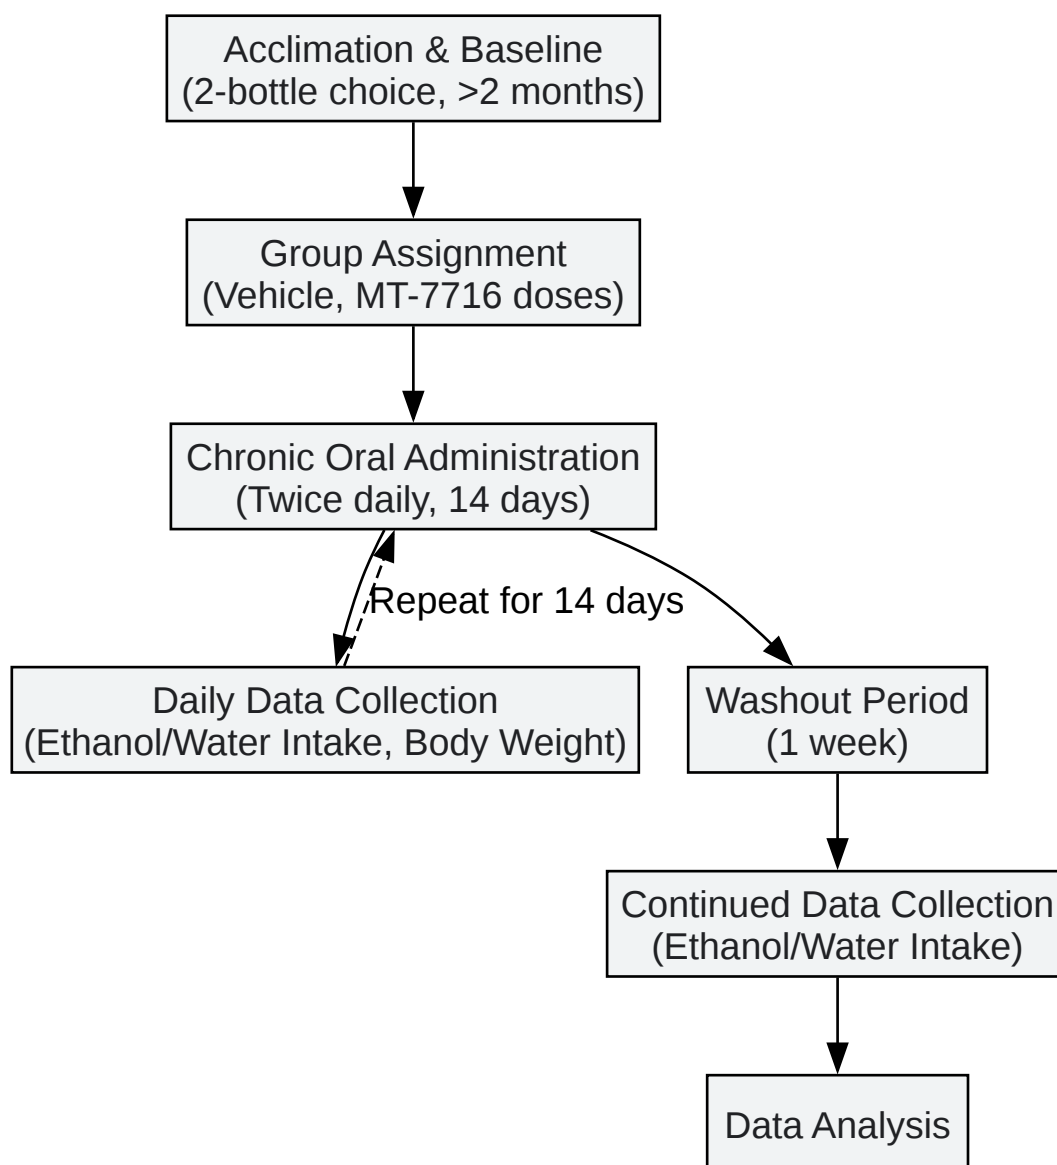 Acclimation & Baseline
(2-bottle choice, >2 months)
Group Assignment
(Vehicle, MT-7716 doses)
Chronic Oral Administration
(Twice daily, 14 days)
Repeat for 14 days
Daily Data Collection
(Ethanol/Water Intake, Body Weight)
Washout Period
(1 week)
Continued Data Collection
(Ethanol/Water Intake)
Data Analysis